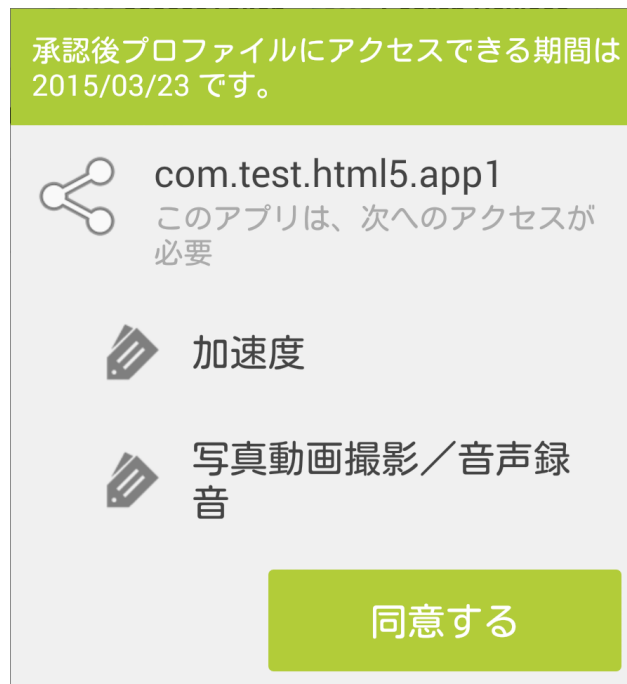 承認後プロファイルにアクセスできる期間は
2015/03/23 です。
com.test.html5.app1
このアプリは、次へのアクセスが
必要
加速度
写真動画撮影／音声録
音
同意する